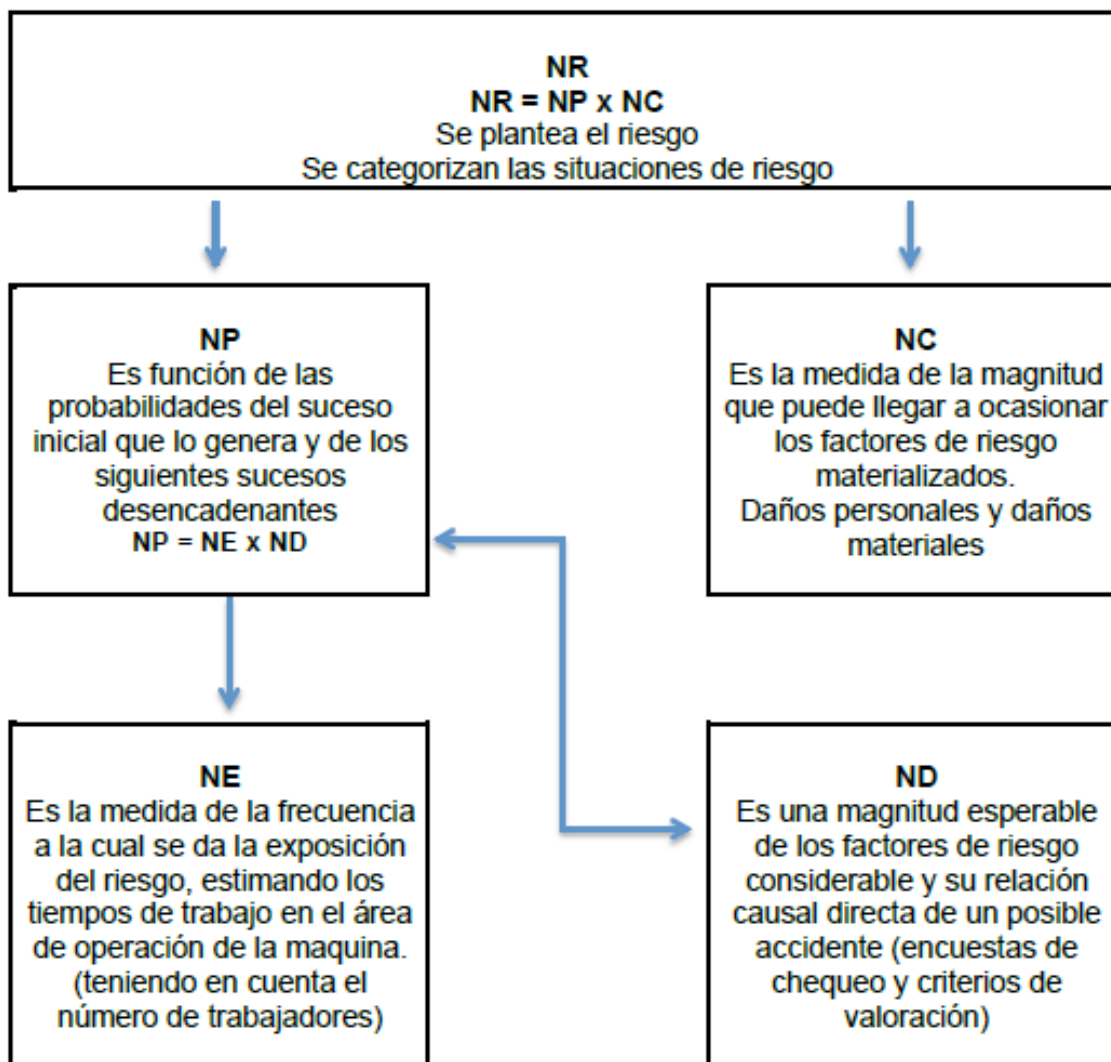 NR
NR = NP x NC
Se plantea el riesgo
Se categorizan las situaciones de riesgo
NP
Es función de las
probabilidades del suceso
inicial que lo genera y de los
siguientes sucesos
desencadenantes
NP = NE x ND
NC
Es la medida de la magnitud
que puede llegar a ocasionar
los factores de riesgo
materializados.
Daños personales y daños
materiales
NE
Es la medida de la frecuencia
a la cual se da la exposición
del riesgo, estimando los
tiempos de trabajo en el área
de operación de la maquina.
(teniendo en cuenta el
número de trabajadores)
ND
Es una magnitud esperable
de los factores de riesgo
considerable y su relación
causal directa de un posible
accidente (encuestas de
chequeo y criterios de
valoración)